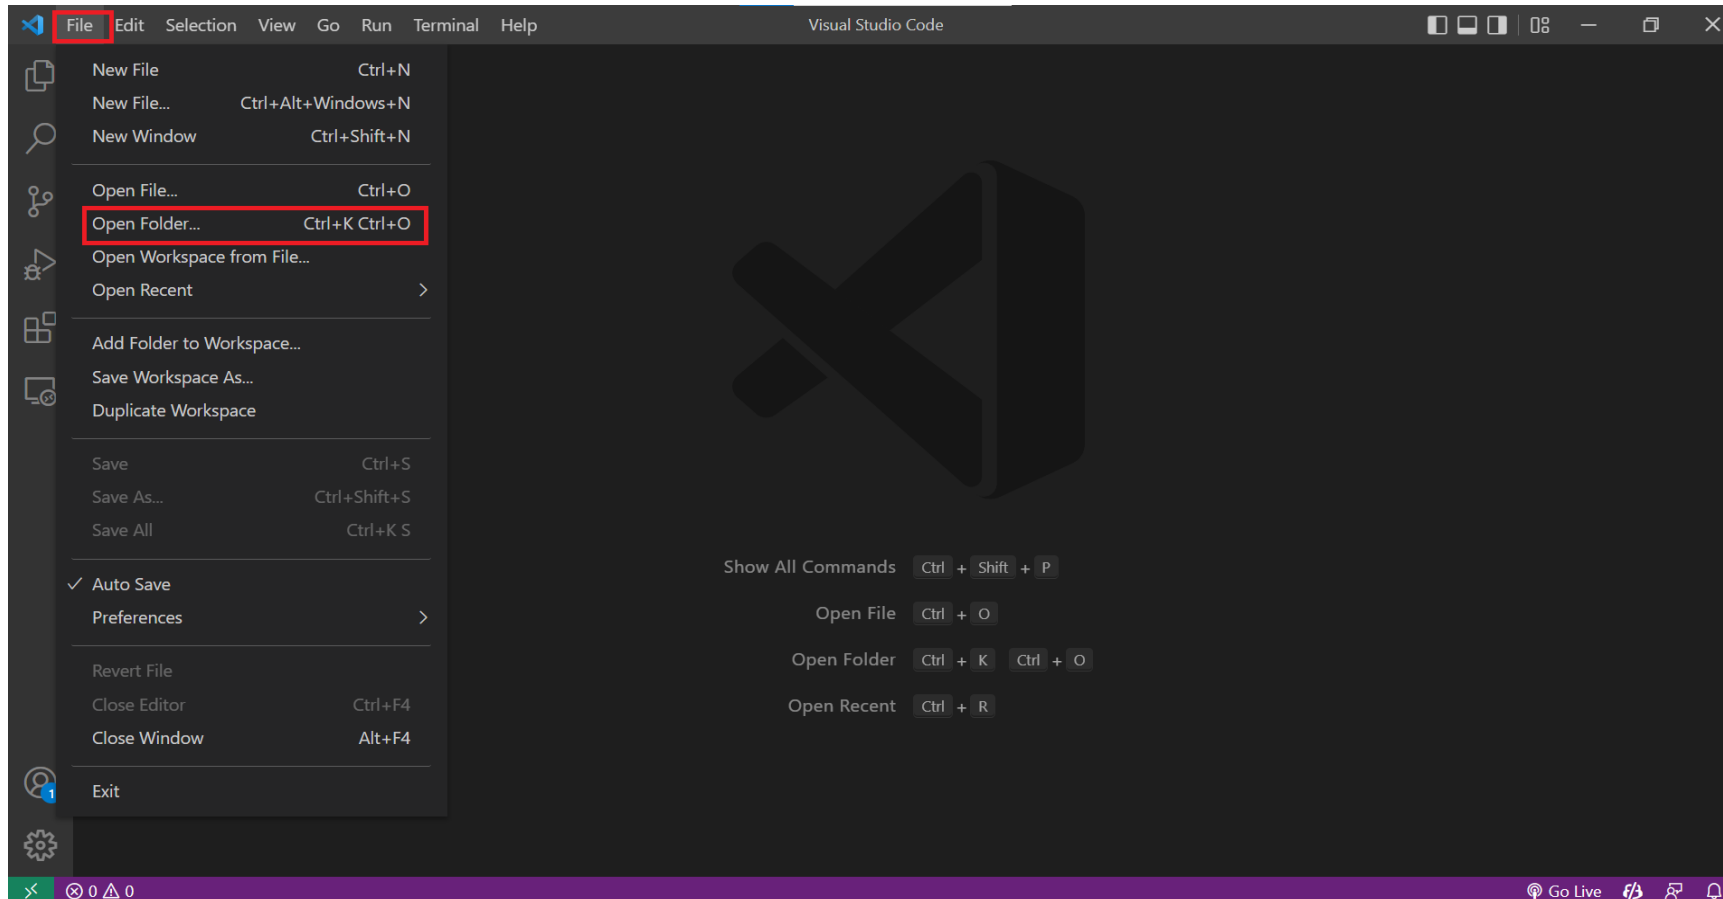 File Edit Selection View Go Run Terminal Help Visual Studio Code
New File Ctrl+N
New File... Ctrl+Alt+Windows+N
New Window Ctrl+Shift+N
Open File... Ctrl+O
Open Folder... Ctrl+K Ctrl+O
Open Workspace from File...
Open Recent
Add Folder to Workspace...
Save Workspace As...
Duplicate Workspace
Save Ctrl+S
Save As... Ctrl+Shift+S
Save All Ctrl+K S
Auto Save
Preferences
Revert File
Close Editor Ctrl+F4
Close Window Alt+F4
Exit
Show All Commands Ctrl + Shift + P
Open File Ctrl + O
Open Folder Ctrl + K Ctrl + O
Open Recent Ctrl + R
1
0 0 Go Live